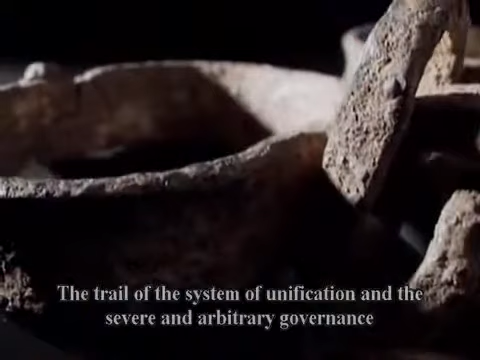 The trail of the system of unification and the
severe and arbitrary governance